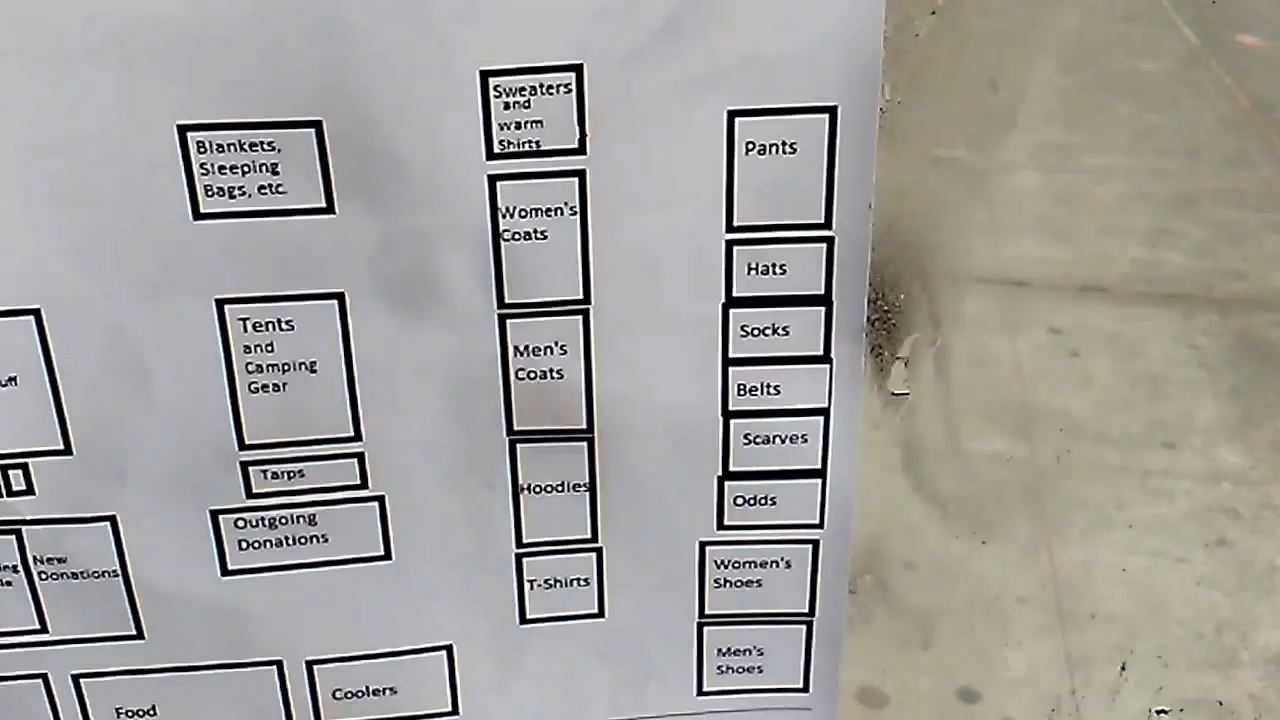 Sweaters
and
warm
Shirts
Blankets,
Sleeping
Bags, etc.
Pants
Women's
Coats
Hats
Tents
and
Camping
Gear
Socks
Men's
Coats
Belts
Scarves
Tarps
Hoodies
Odds
Outgoing
Donations
New
Donations
T-Shirts
Women's
Shoes
Men's
Shoes
Coolers
Food